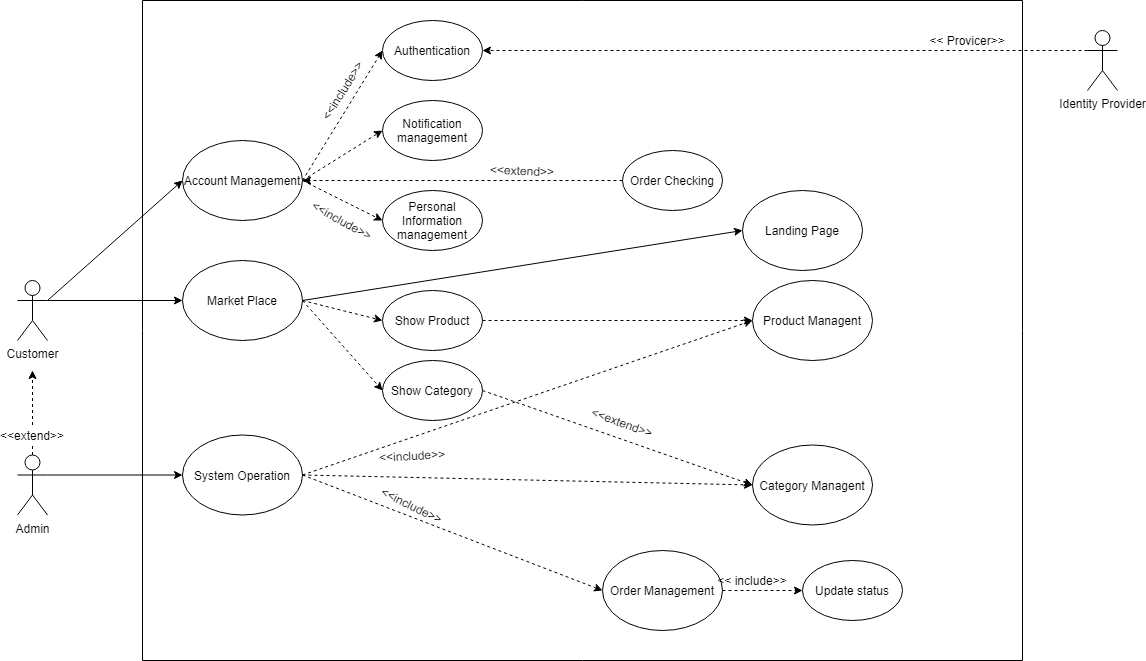 Authentication
<< Provicer>>
Identity Provider
<<include>>
Notification
management
Account Management
<<extend>>
Order Checking
<<include>>
Personal
Information
management
Landing Page
Market Place
Show Product
Product Managent
Customer
Show Category
<<extend>>
<<extend>>
<<include>>
System Operation
Category Managent
<<include>>
Admin
Order Management
<< include>>
Update status